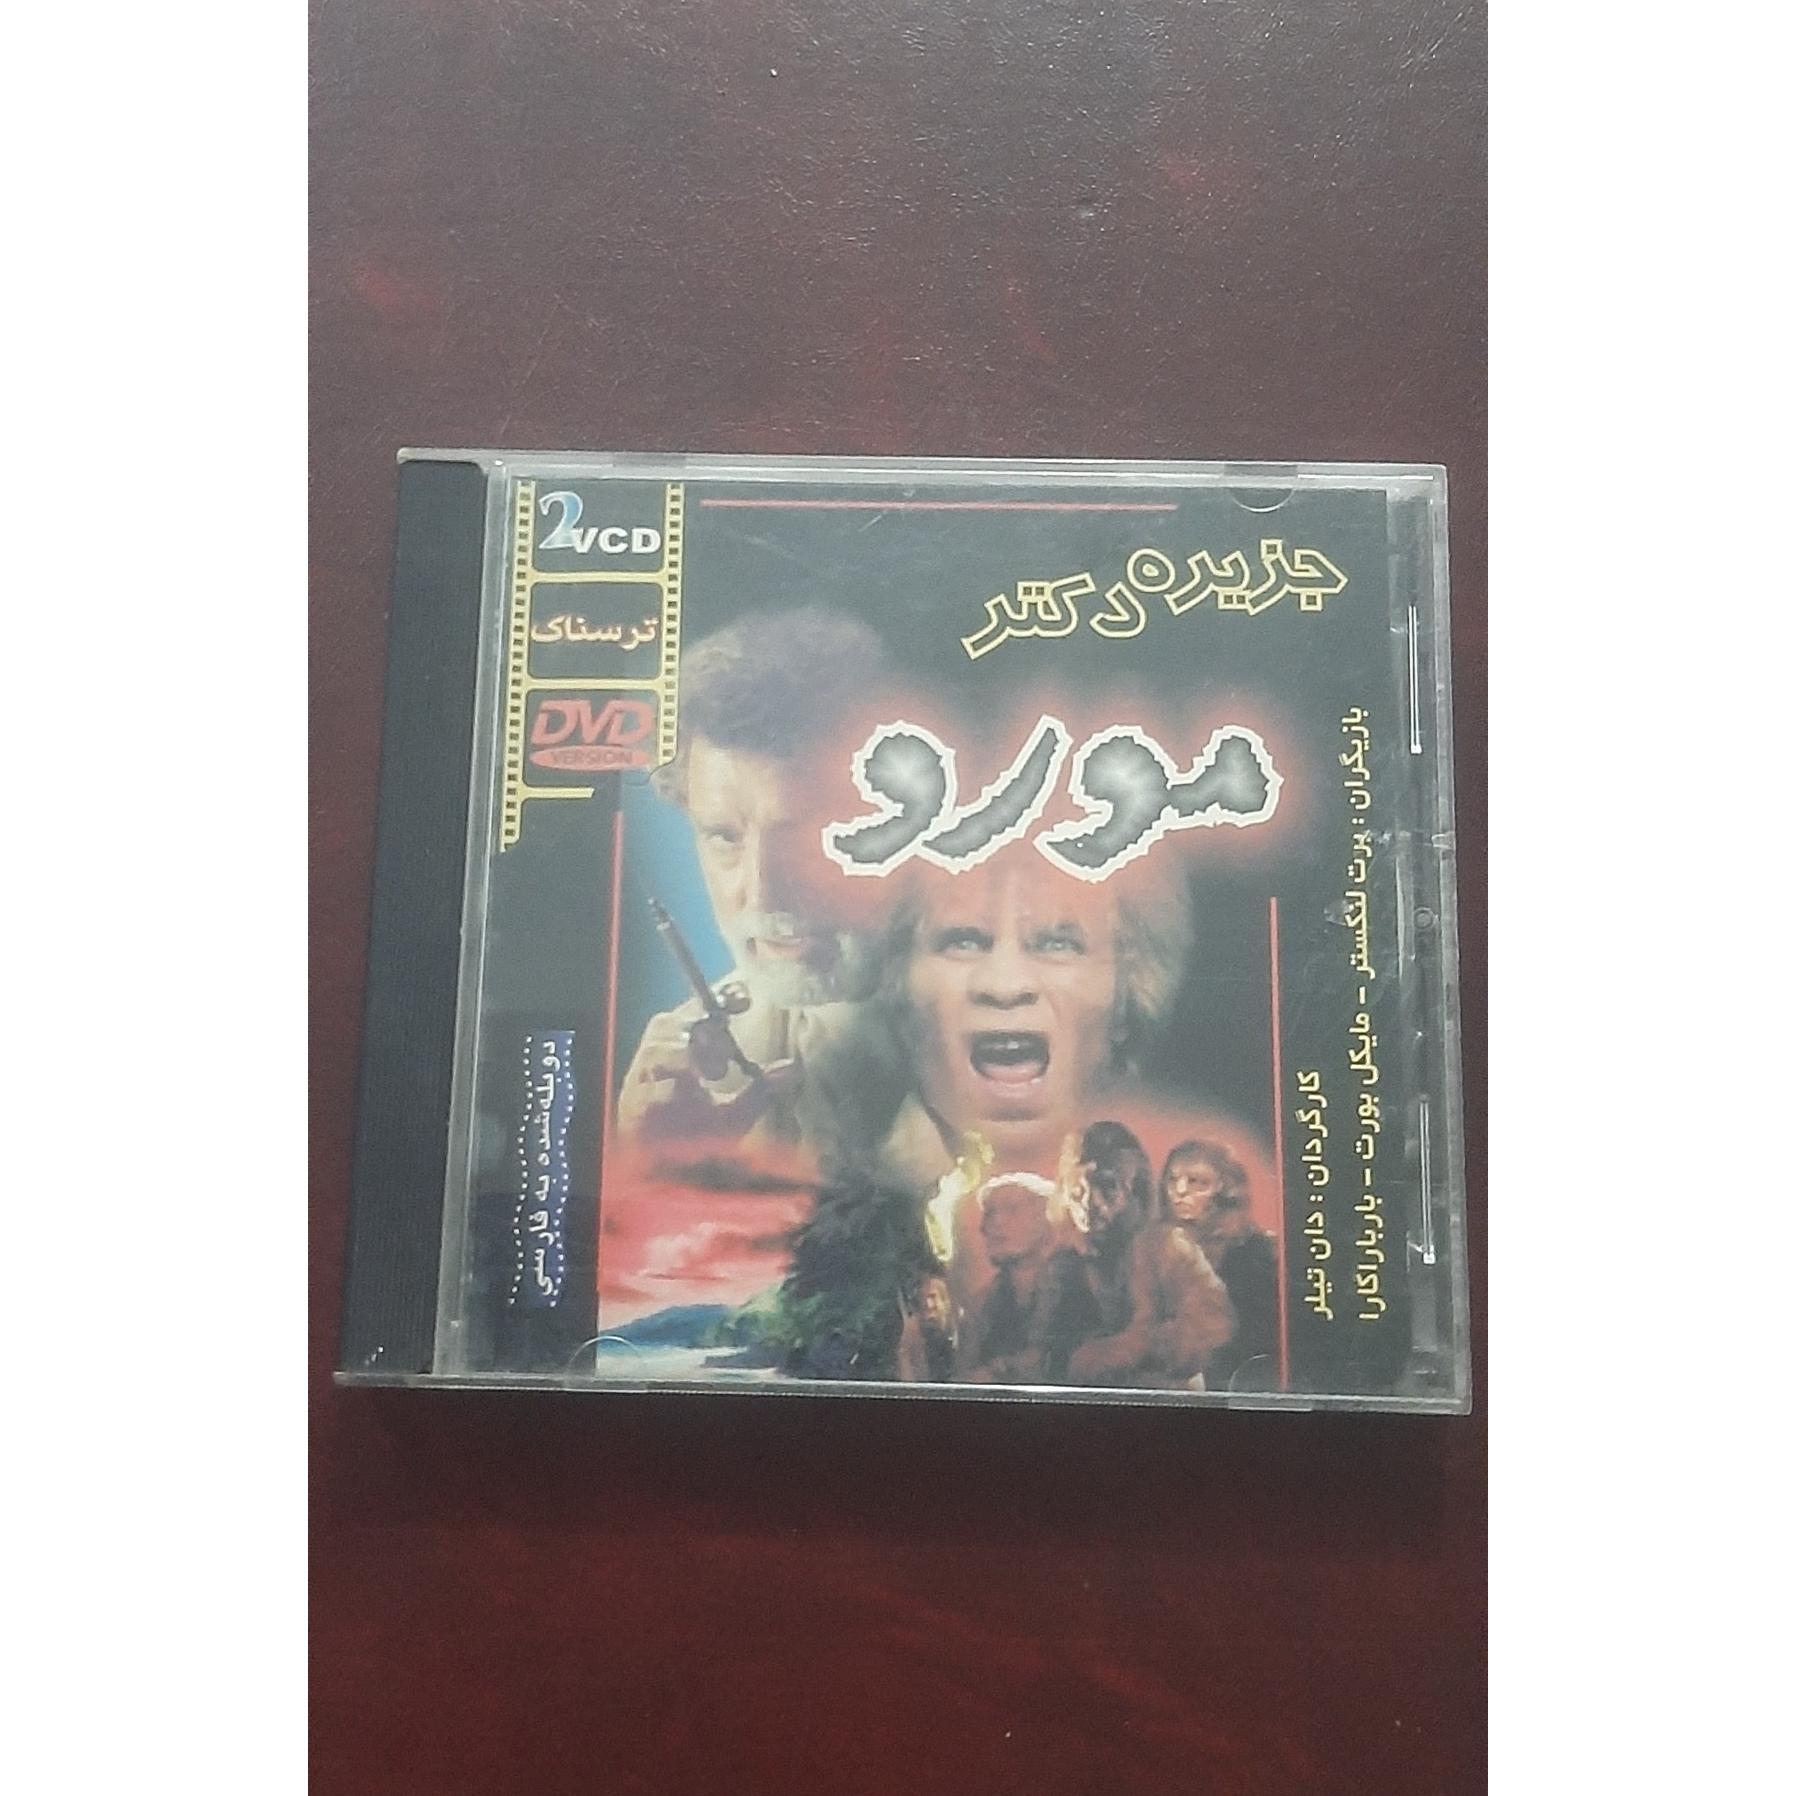 2VCD
ترسناک
DVD
VERSION
جزیره دکتر
مورو
بازیگران : برت لنکستر - مایکل یورت - باربارا کارا
کارگردان : دان تیلر
دوبله شده به فارسی